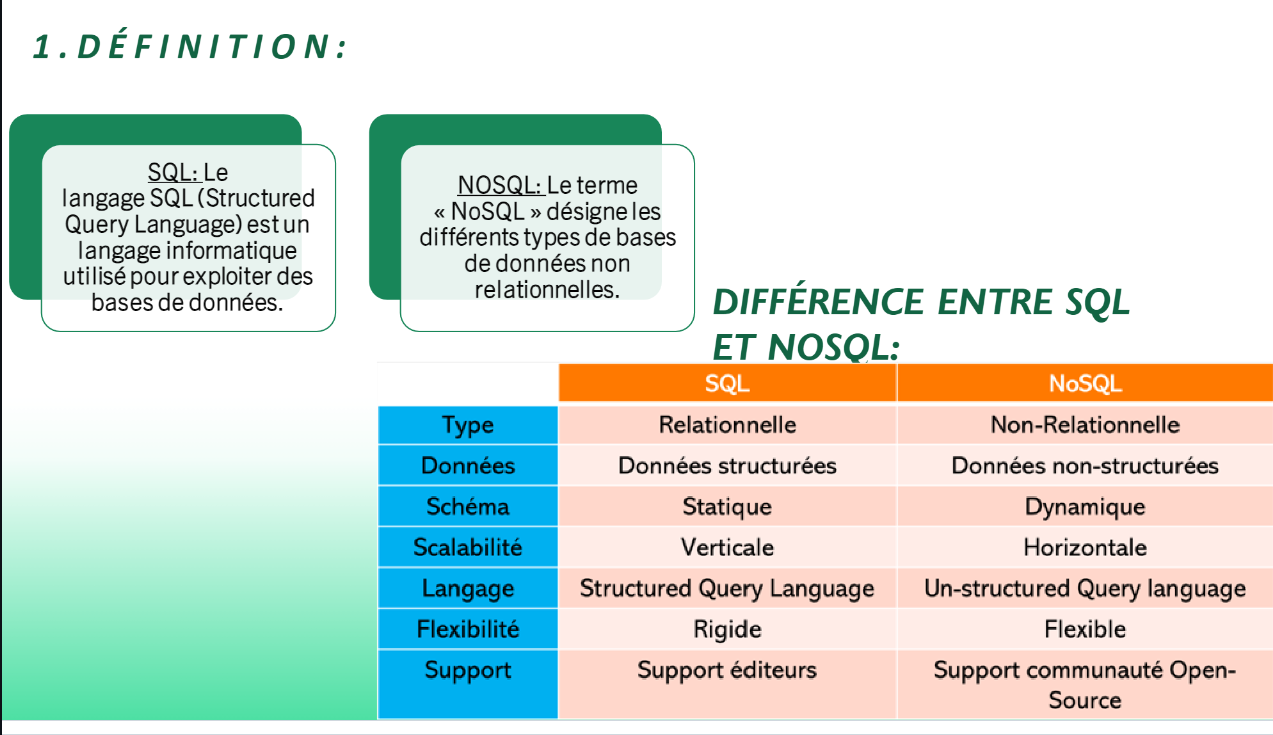 1.DÉFINITION:
SQL: Le
langage SQL (Structured
Query Language) est un
langage informatique
utilisé pour exploiter des
bases de données.
NOSQL: Le terme
« NoSQL » désigne les
différents types de bases
de données non
relationnelles.
DIFFÉRENCE ENTRE SQL
ET NOSQL:
SQL NoSQL
Type Relationnelle Non-Relationnelle
Données Données structurées Données non-structurées
Schéma Statique Dynamique
Scalabilité Verticale Horizontale
Langage Structured Query Language Un-structured Query language
Flexibilité Rigide Flexible
Support Support éditeurs Support communauté Open-
Source